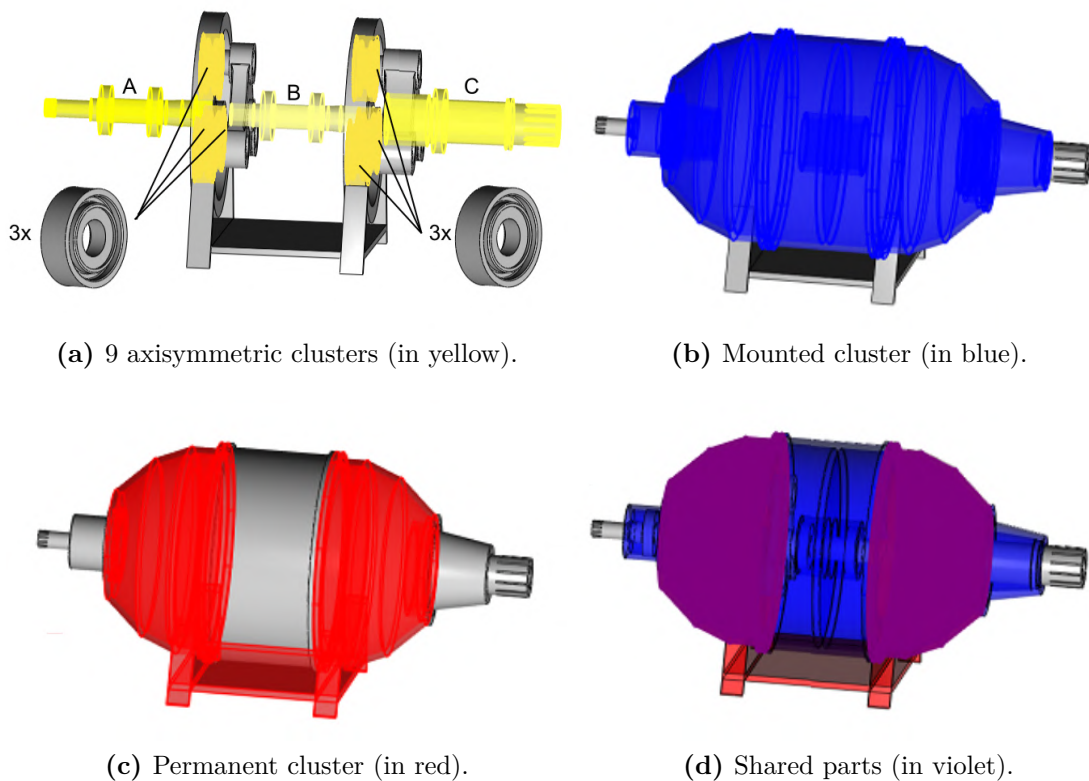 A
B
C
3x
3x
(a) 9 axisymmetric clusters (in yellow).
(b) Mounted cluster (in blue).
(c) Permanent cluster (in red).
(d) Shared parts (in violet).